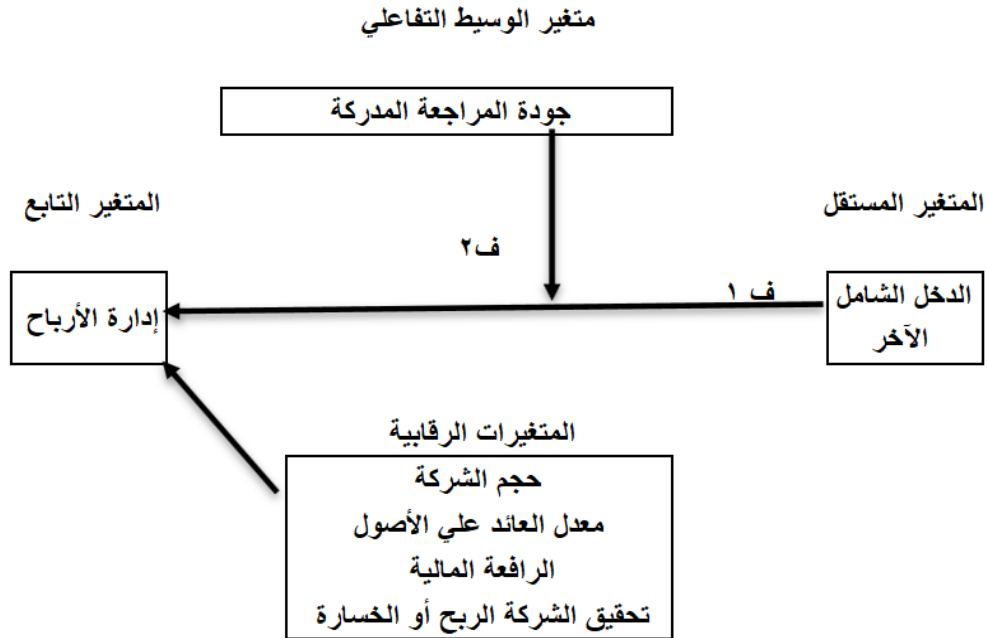 متغير الوسيط التفاعلي
جودة المراجعة المدركة
المتغير المستقل
المتغير التابع
ف٢
ف ١
الدخل الشامل
الآخر
إدارة الأرباح
المتغيرات الرقابية
حجم الشركة
معدل العائد علي الأصول
الرافعة المالية
تحقيق الشركة الربح أو الخسارة